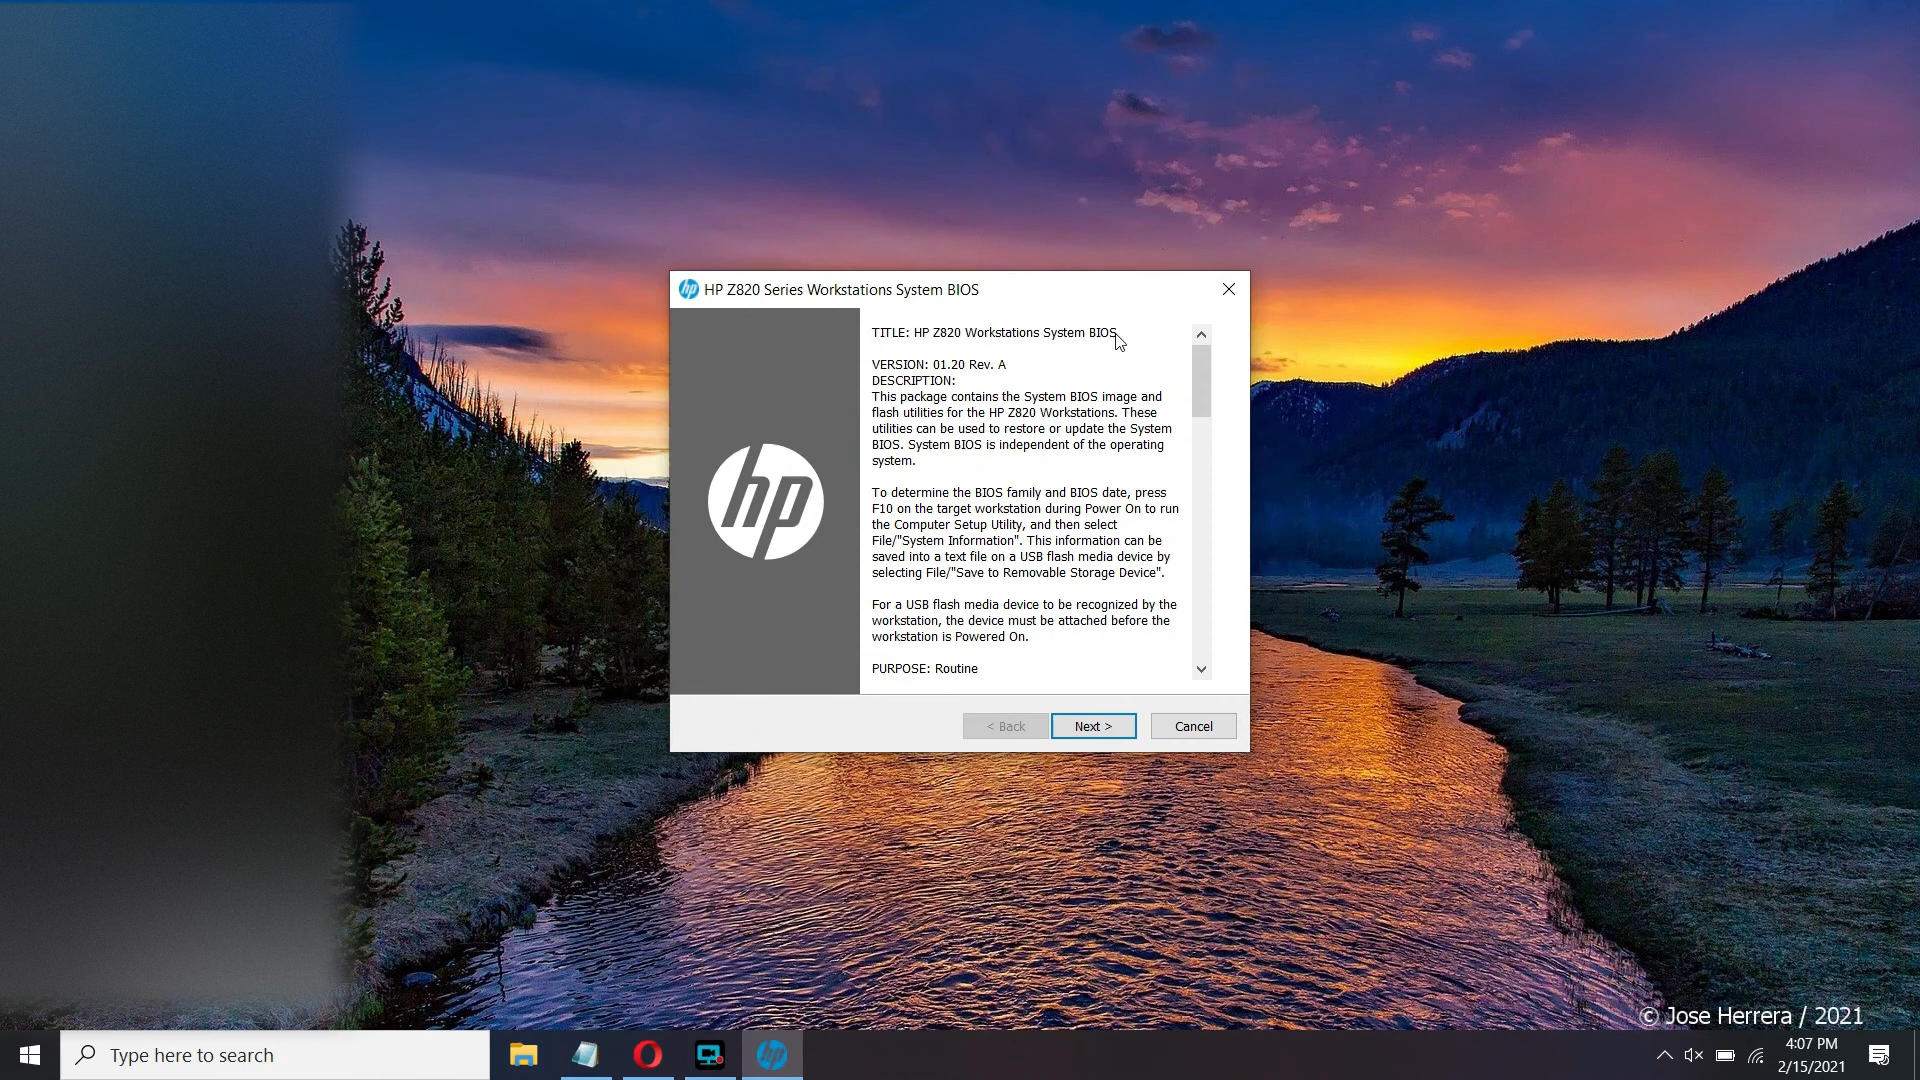 HP Z820 Series Workstations System BIOS
TITLE: HP Z820 Workstations System BIOS
VERSION: 01.20 Rev. A
DESCRIPTION:
This package contains the System BIOS image and
flash utilities for the HP Z820 Workstations. These
utilities can be used to restore or update the System
BIOS. System BIOS is independent of the operating
system.
To determine the BIOS family and BIOS date, press
F10 on the target workstation during Power On to run
the Computer Setup Utility, and then select
File/"System Information". This information can be
saved into a text file on a USB flash media device by
selecting File/"Save to Removable Storage Device".
For a USB flash media device to be recognized by the
workstation, the device must be attached before the
workstation is Powered On.
PURPOSE: Routine
hp
< Back
Next >
Cancel
© Jose Herrera / 2021
Type here to search
4:07 PM
2/15/2021